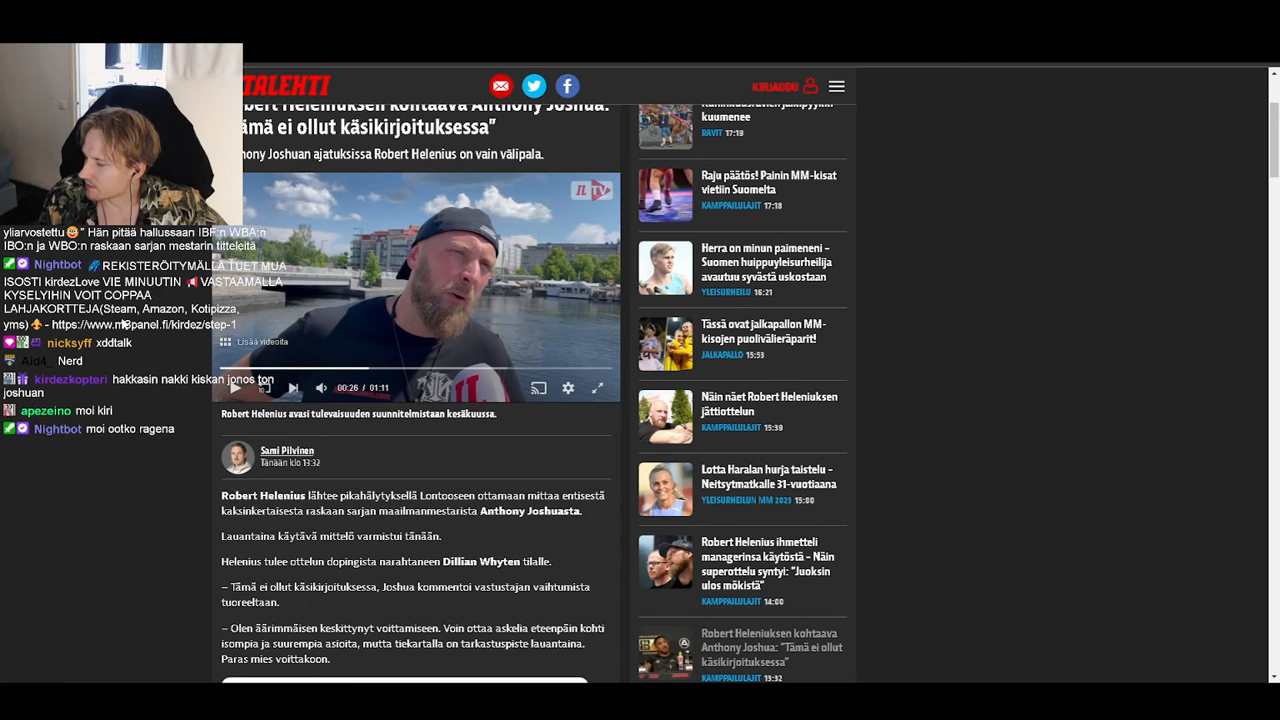 TALEHTI
KIRJAUDU
bert Heleniuksen kohtaava Anthony Joshua:
ämä ei ollut käsikirjoituksessa"
hony Joshuan ajatuksissa Robert Helenius on vain välipala.
IL TV
Lisää videoita
00:26 / 01:11
Robert Helenius avasi tulevaisuuden suunnitelmistaan kesäkuussa.
Sami Pilvinen
Tänään klo 13:32
Robert Helenius lähtee pikahälytyksellä Lontooseen ottamaan mittaa entisestä
kaksinkertaisesta raskaan sarjan maailmanmestarista Anthony Joshuasta.
Lauantaina käytävä mittelö varmistui tänään.
Helenius tulee ottelun dopingista narahtaneen Dillian Whyten tilalle.
– Tämä ei ollut käsikirjoituksessa, Joshua kommentoi vastustajan vaihtumista
tuoreeltaan.
– Olen äärimmäisen keskittynyt voittamiseen. Voin ottaa askelia eteenpäin kohti
isompia ja suurempia asioita, mutta tiekartalla on tarkastuspiste lauantaina.
Paras mies voittakoon.
yliarvostettu " Hän pitää hallussaan IBF:n WBA:n
IBO:n ja WBO:n raskaan sarjan mestarin titteleitä
Nightbot REKISTERÖITYMÄLLÄ TUET MUA
ISOSTI kirdezLove VIE MINUUTIN VASTAAMALLA
KYSELYIHIN VOIT COPPAA
LAHJAKORTTEJA(Steam, Amazon, Kotipizza,
yms) - https://www.m3panel.fi/kirdez/step-1
nicksyff xddtalk
Aid4_ Nerd
kirdezkopteri hakkasin nakki kiskan jonos ton
joshuan
apezeino moi kiri
Nightbot moi ootko ragena
kuumenee
RAVIT 17:19
Raju päätös! Painin MM-kisat
vietiin Suomelta
KAMPPAILULAJIT 17:18
Herra on minun paimeneni –
Suomen huippuyleisurheilija
avautuu syvästä uskostaan
YLEISURHEILU 16:21
Tässä ovat jalkapallon MM-
kisojen puolivälieräparit!
JALKAPALLO 15:53
Näin näet Robert Heleniuksen
jättiottelun
KAMPPAILULAJIT 15:39
Lotta Haralan hurja taistelu –
Neitsytmatkalle 31-vuotiaana
YLEISURHEILUN MM 2023 15:00
Robert Helenius ihmetteli
managerinsa käytöstä – Näin
superottelu syntyi: "Juoksin
ulos mökistä"
KAMPPAILULAJIT 14:00
Robert Heleniuksen kohtaava
Anthony Joshua: "Tämä ei ollut
käsikirjoituksessa"
KAMPPAILULAJIT 13:32